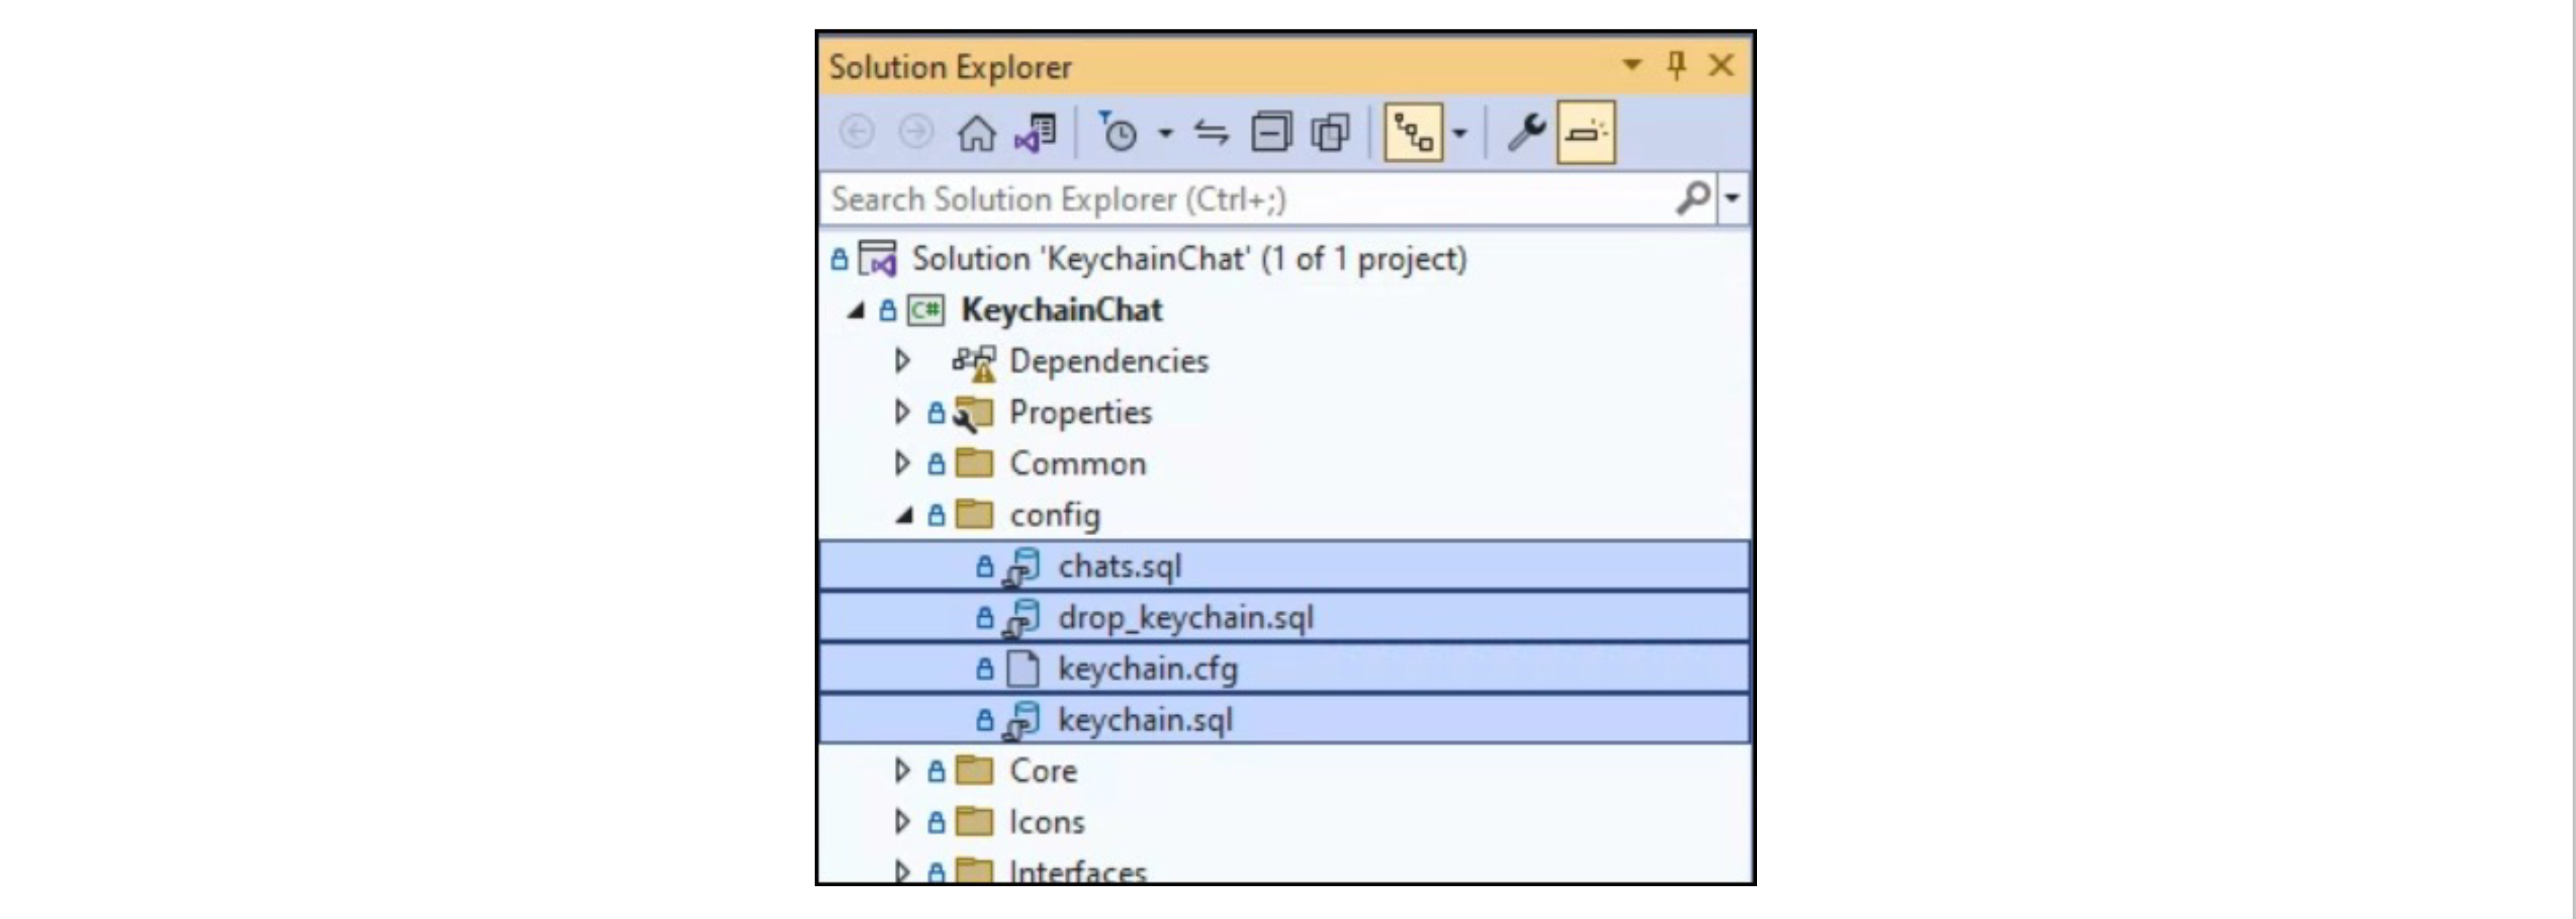 Solution Explorer
Search Solution Explorer (Ctrl+;)
Solution 'KeychainChat' (1 of 1 project)
C# KeychainChat
Dependencies
Properties
Common
config
chats.sql
drop_keychain.sql
keychain.cfg
keychain.sql
Core
Icons
Interfaces